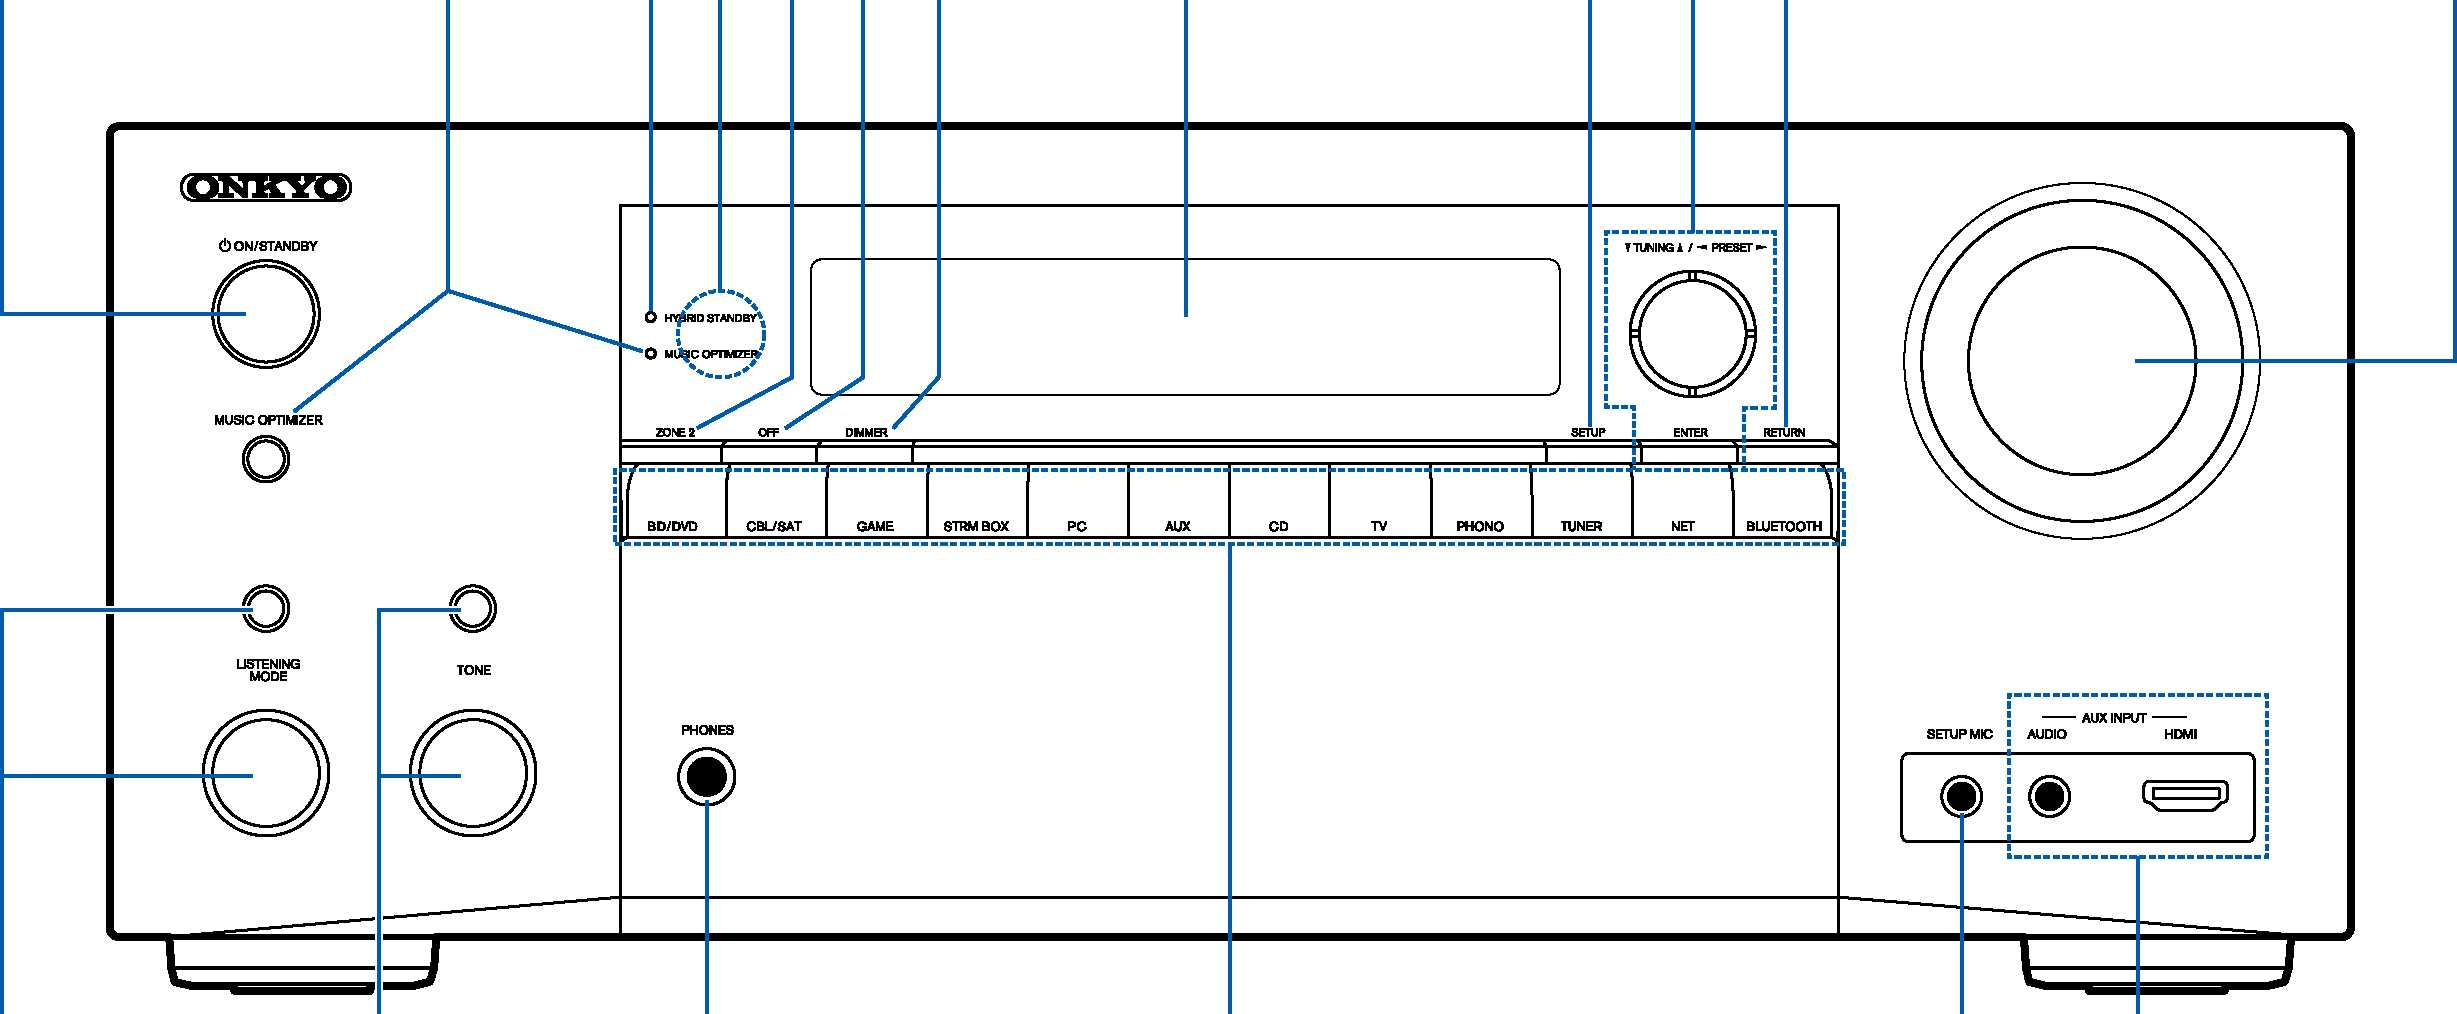 ONKYO
ON/STANDBY
TUNING / PRESET
HYBRID STANDBY
MUSIC OPTIMIZER
MUSIC OPTIMIZER
ZONE 2 OFF DIMMER SETUP ENTER RETURN
BD/DVD CBL/SAT GAME STRM BOX PC AUX CD TV PHONO TUNER NET BLUETOOTH
LISTENING
MODE
TONE
PHONES
AUX INPUT
SETUP MIC AUDIO HDMI